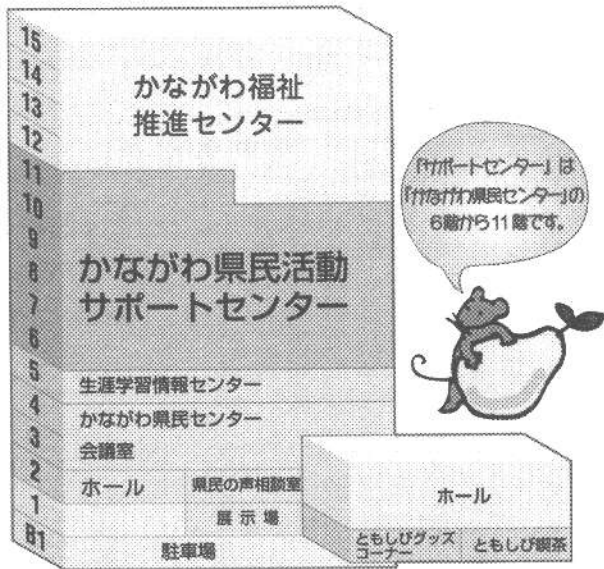 15
14
13
12
11
10
9
8
7
6
5
4
3
2
1
B1
かながわ福祉
推進センター
かながわ県民活動
サポートセンター
生涯学習情報センター
かながわ県民センター
会議室
ホール
県民の声相談室
展示場
駐車場
ホール
ともしびグッズ
コーナー
ともしび喫茶
「サポートセンター」は
「かながわ県民センター」の
6階から11階です。